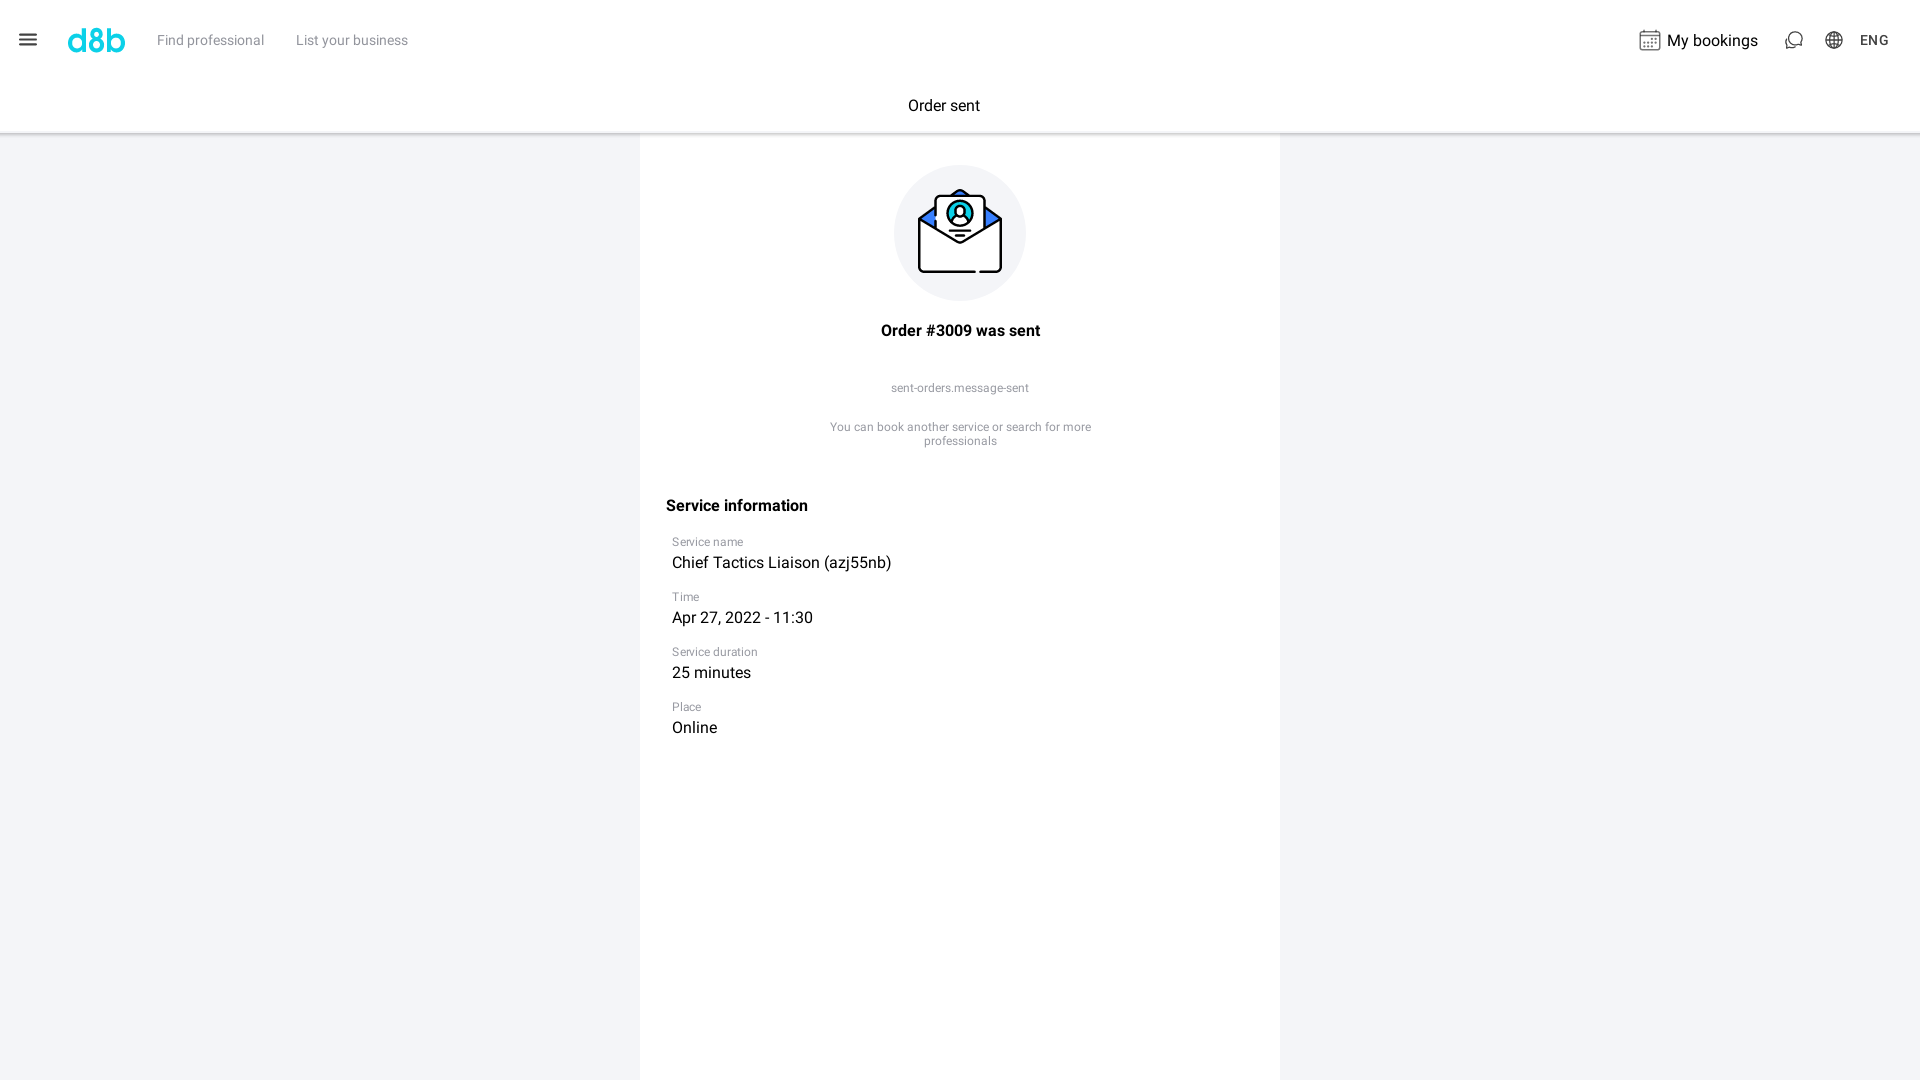 d8b
Find professional
List your business
My bookings
ENG
Order sent
Order #3009 was sent
sent-orders.message-sent
You can book another service or search for more
professionals
Service information
Service name
Chief Tactics Liaison (azj55nb)
Time
Apr 27, 2022 - 11:30
Service duration
25 minutes
Place
Online